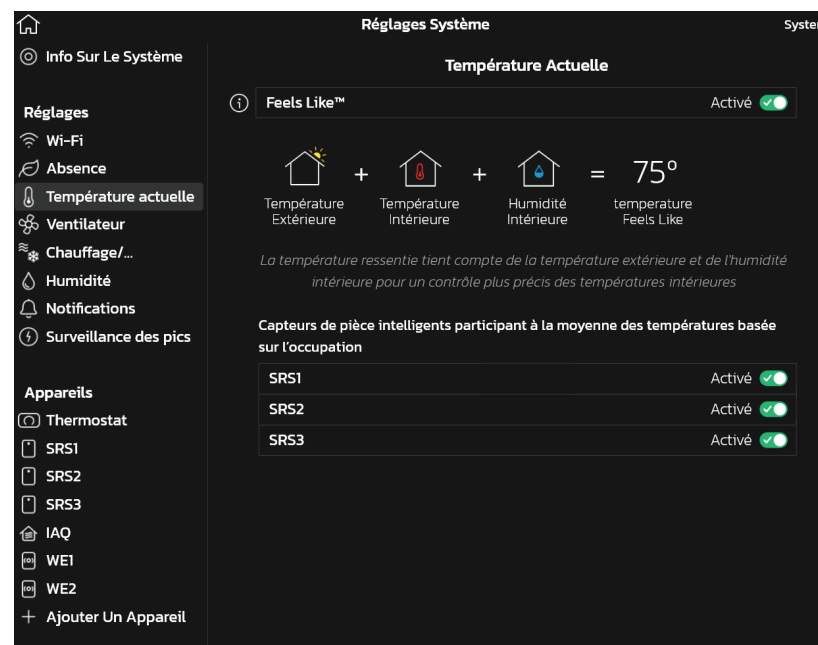 Réglages Système
Syste
Info Sur Le Système
Réglages
Wi-Fi
Absence
Température actuelle
Ventilateur
Chauffage/...
Humidité
Notifications
Surveillance des pics
Appareils
Thermostat
SRS1
SRS2
SRS3
IAQ
WE1
WE2
Ajouter Un Appareil
Température Actuelle
Feels Like™ Activé
+ + = 75°
Température Température Humidité temperature
Extérieure Intérieure Intérieure Feels Like
La température ressentie tient compte de la température extérieure et de l'humidité
intérieure pour un contrôle plus précis des températures intérieures
Capteurs de pièce intelligents participant à la moyenne des températures basée
sur l'occupation
SRS1 Activé
SRS2 Activé
SRS3 Activé